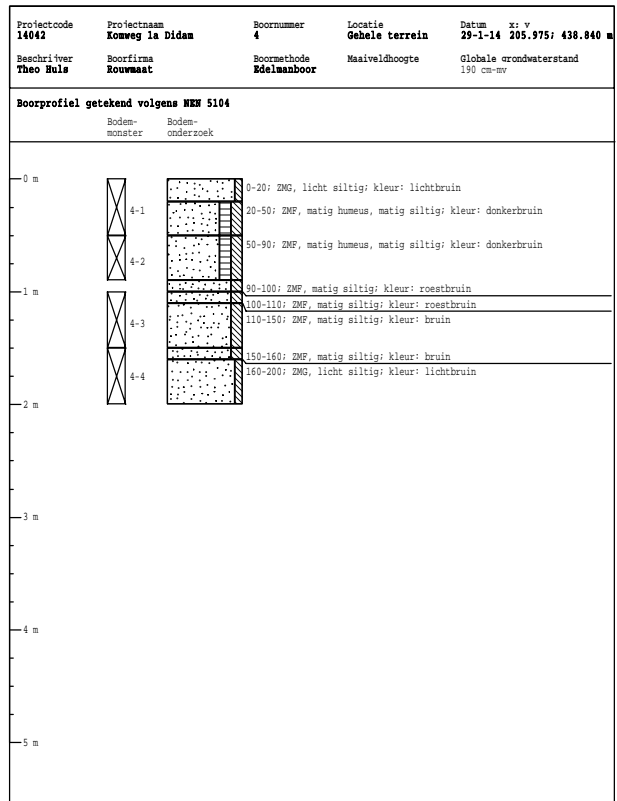 Projectcode Projectnaam Boornummer Locatie Datum x; y
14042 Komweg 1a Didam 4 Gehele terrein 29-1-14 205.975; 438.840 m
Beschrijver Boorfirma Boormethode Maaiveldhoogte Globale grondwaterstand
Theo Huls Rouwmaat Edelmanboor 190 cm-mv
Boorprofiel getekend volgens NEN 5104
Bodem- Bodem-
monster onderzoek
0 m
0-20; ZMG, licht siltig; kleur: lichtbruin
4-1 20-50; ZMF, matig humeus, matig siltig; kleur: donkerbruin
50-90; ZMF, matig humeus, matig siltig; kleur: donkerbruin
4-2
90-100; ZMF, matig siltig; kleur: roestbruin
1 m
100-110; ZMF, matig siltig; kleur: roestbruin
110-150; ZMF, matig siltig; kleur: bruin
4-3
150-160; ZMF, matig siltig; kleur: bruin
160-200; ZMG, licht siltig; kleur: lichtbruin
4-4
2 m
3 m
4 m
5 m